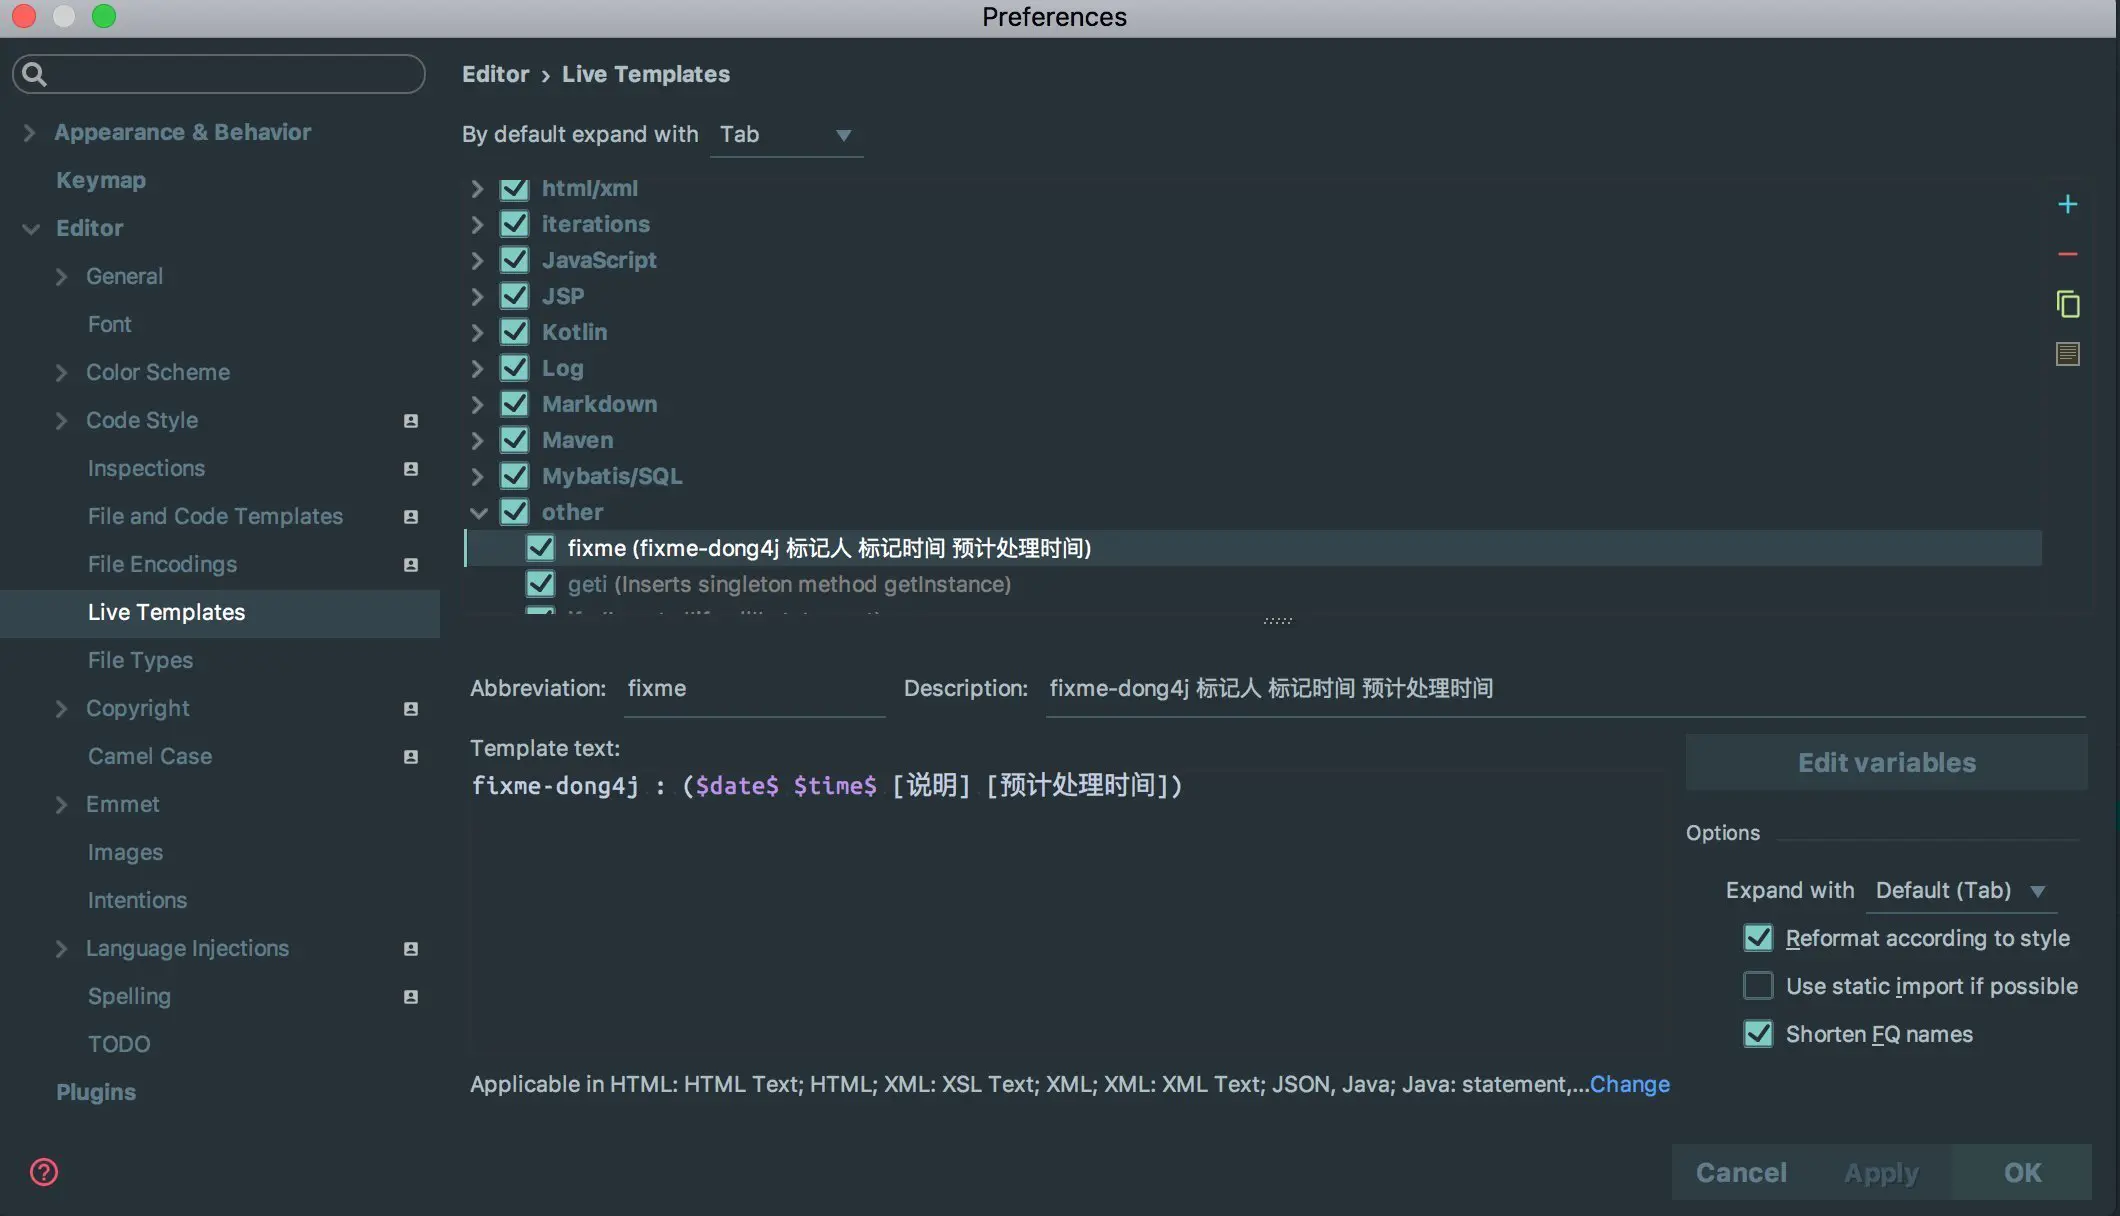 Preferences
Editor › Live Templates
By default expand with Tab
Appearance & Behavior
Keymap
Editor
General
Font
Color Scheme
Code Style
Inspections
File and Code Templates
File Encodings
Live Templates
File Types
Copyright
Camel Case
Emmet
Images
Intentions
Language Injections
Spelling
TODO
Plugins
html/xml
iterations
JavaScript
JSP
Kotlin
Log
Markdown
Maven
Mybatis/SQL
other
fixme (fixme-dong4j 标记人 标记时间 预计处理时间)
geti (Inserts singleton method getInstance)
Abbreviation: fixme Description: fixme-dong4j 标记人 标记时间 预计处理时间
Template text:
fixme-dong4j : ($date$ $time$ [说明] [预计处理时间])
Edit variables
Options
Expand with Default (Tab)
Reformat according to style
Use static import if possible
Shorten FQ names
Applicable in HTML: HTML Text; HTML; XML: XSL Text; XML; XML: XML Text; JSON, Java; Java: statement,...Change
Cancel Apply OK